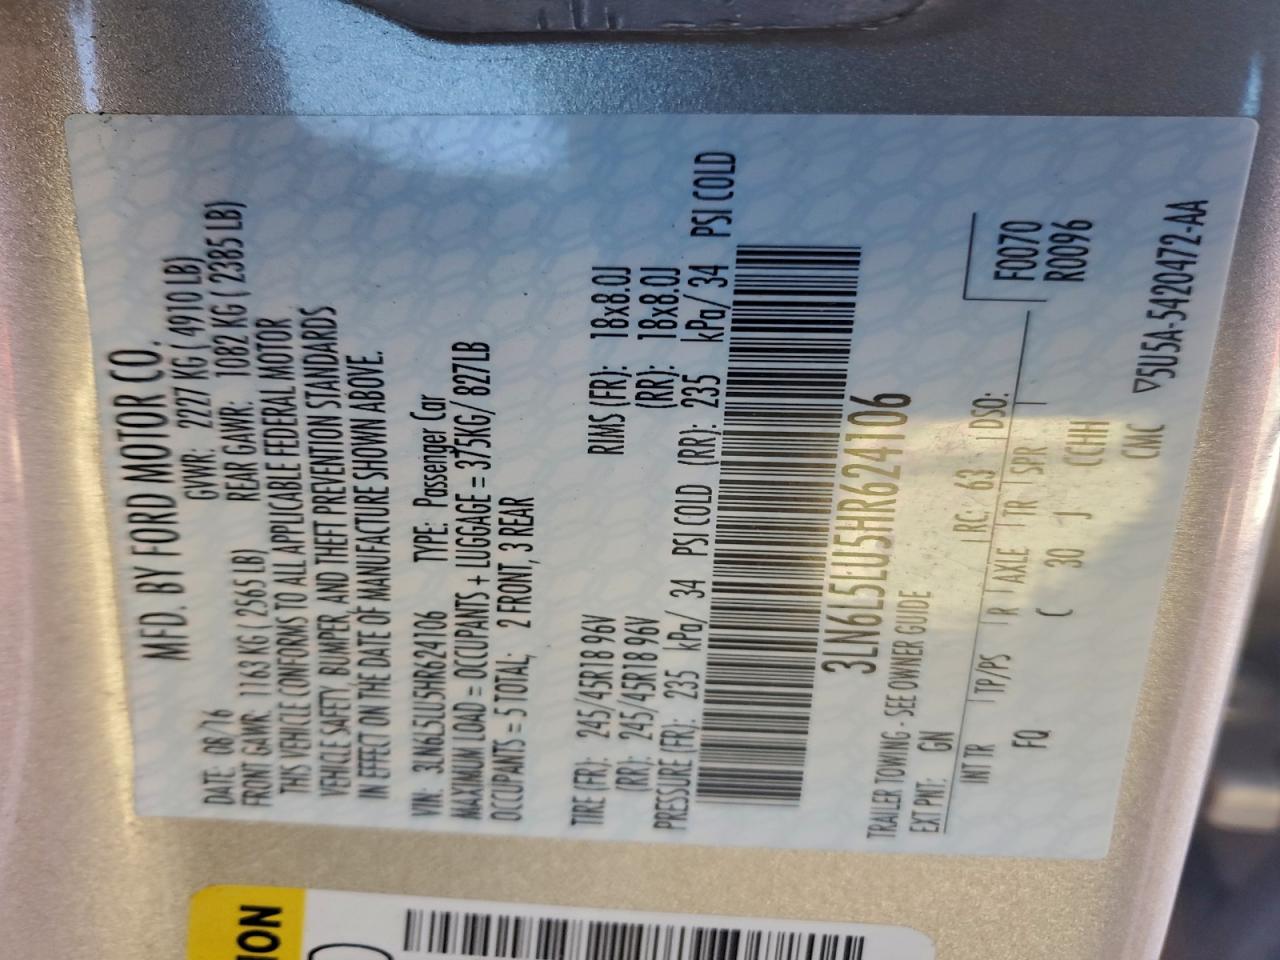 MFD. BY FORD MOTOR CO.
DATE: 08/16 GVWR: 2227 KG ( 4910 LB)
FRONT GAWR: 1163 KG ( 2565 LB) REAR GAWR: 1082 KG ( 2385 LB)
THIS VEHICLE CONFORMS TO ALL APPLICABLE FEDERAL MOTOR
VEHICLE SAFETY, BUMPER, AND THEFT PREVENTION STANDARDS
IN EFFECT ON THE DATE OF MANUFACTURE SHOWN ABOVE.
VIN: 3LN6L5LU5HR624106 TYPE: Passenger Car
MAXIMUM LOAD = OCCUPANTS + LUGGAGE = 375KG/ 827LB
OCCUPANTS = 5 TOTAL; 2 FRONT, 3 REAR
TIRE (FR): 245/45R18 96V RIMS (FR): 18x8.0J
(RR): 245/45R18 96V (RR): 18x8.0J
PRESSURE (FR): 235 kPa/ 34 PSI COLD (RR): 235 kPa/ 34 PSI COLD
3LN6L5LU5HR624106
TRAILER TOWING - SEE OWNER GUIDE
EXT PNT: GN RC: 63 DSO:
F0070
R0096
INT TR TP/PS R AXLE TR SPR
FQ C 30 J CCHH
CMC ▽5U5A-5420472-AA